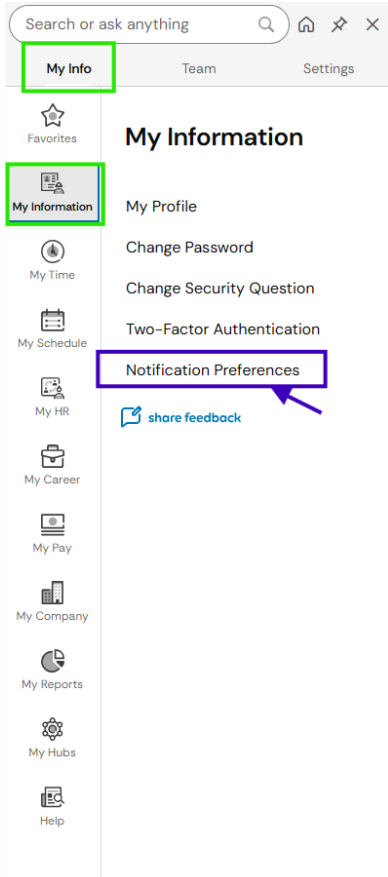 Search or ask anything
My Info
Team
Settings
Favorites
My Information
My Information
My Profile
My Time
Change Password
Change Security Question
My Schedule
Two-Factor Authentication
Notification Preferences
My HR
share feedback
My Career
My Pay
My Company
My Reports
My Hubs
Help